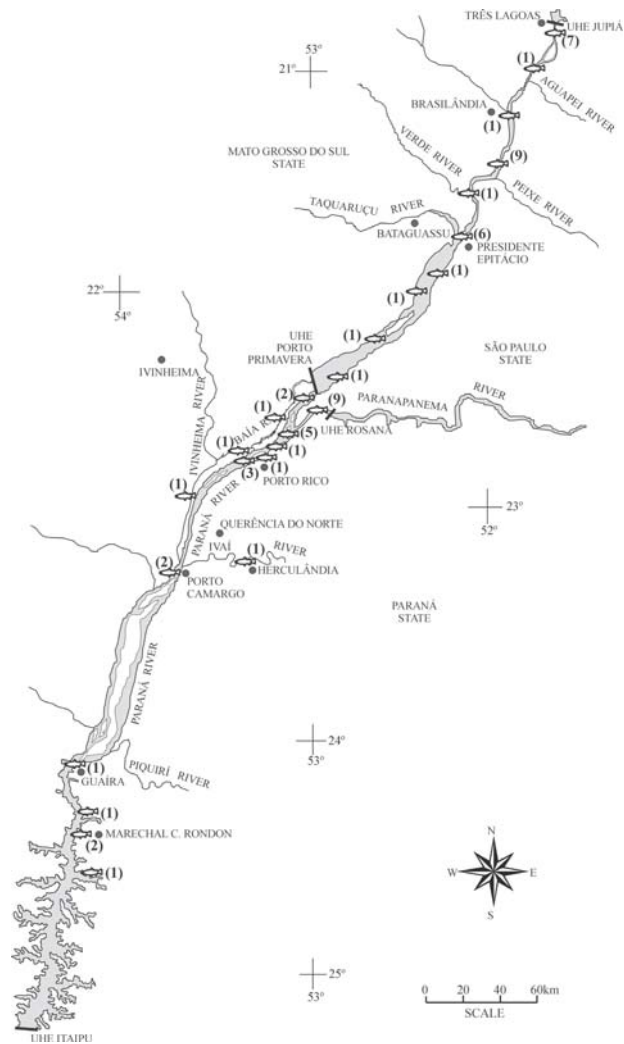 TRÊS LAGOAS
UHE JUPIÁ
(7)
53°
21°
(1)
AGUAPEI RIVER
BRASILÂNDIA
(1)
VERDE RIVER
MATO GROSSO DO SUL
STATE
(9)
(1)
PEIXE RIVER
TAQUARUÇU RIVER
BATAGUASSU
(6)
PRESIDENTE
EPITÁCIO
(1)
(1)
22°
54°
UHE
PORTO
PRIMAVERA
(1)
SÃO PAULO
STATE
IVINHEIMA
IVINHEIMA RIVER
(1)
(2)
PARANAPANEMA RIVER
(9)
UHE ROSANA
(1)
BAÍA R
(5)
(1)
(1)
(3)
(1)
PORTO RICO
(1)
PARANÁ RIVER
23°
52°
QUERÊNCIA DO NORTE
IVAÍ RIVER
(1)
HERCULÂNDIA
(2)
PORTO
CAMARGO
PARANÁ
STATE
PARANÁ RIVER
24°
53°
(1)
GUAÍRA
PIQUIRÍ RIVER
(1)
MARECHAL C. RONDON
(2)
(1)
N
W
E
S
25°
53°
0 20 40 60km
SCALE
UHE ITAIPU